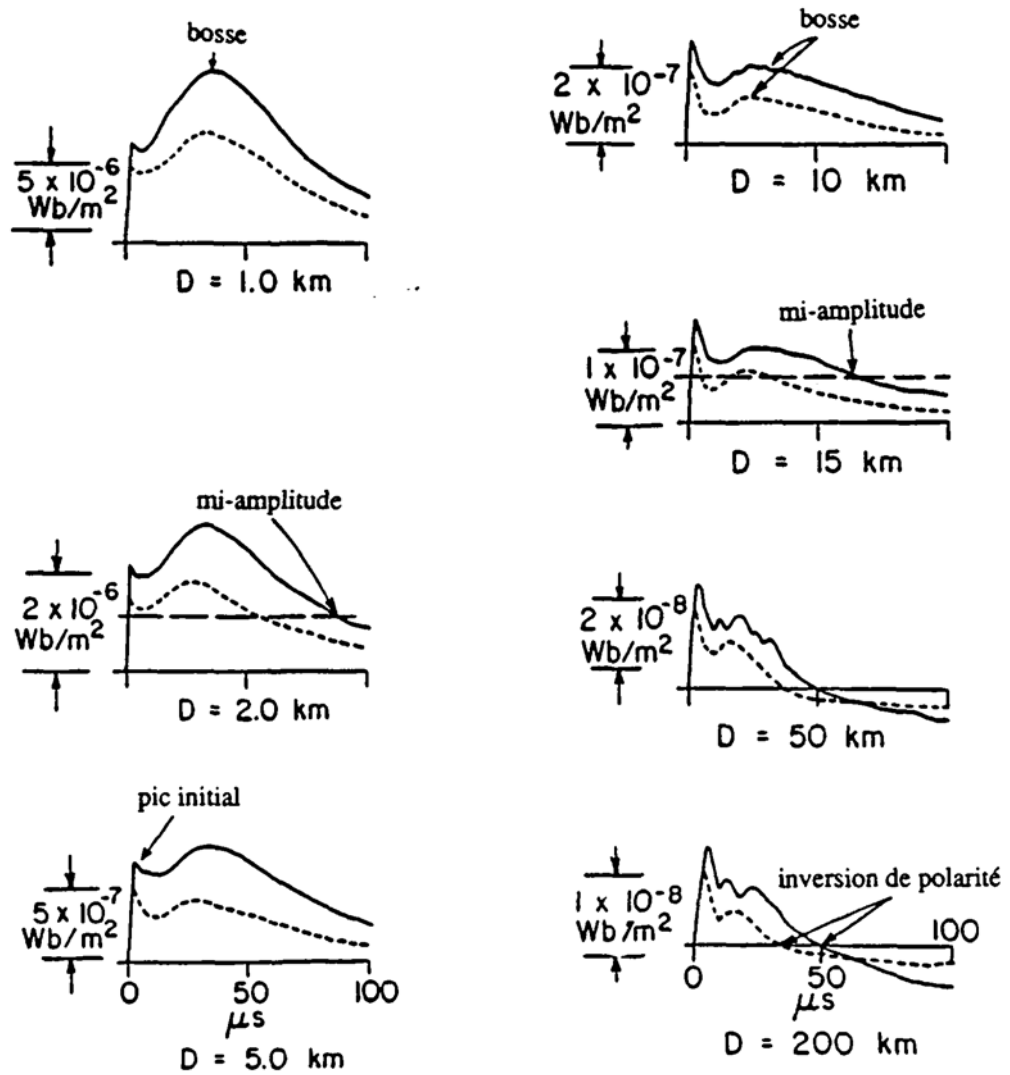 bosse
5 x 10⁻⁶
Wb/m²
D = 1.0 km
mi-amplitude
2 x 10⁻⁶
Wb/m²
D = 2.0 km
pic initial
5 x 10⁻⁷
Wb/m²
0 50 100
μs
D = 5.0 km
bosse
2 x 10⁻⁷
Wb/m²
D = 10 km
mi-amplitude
1 x 10⁻⁷
Wb/m²
D = 15 km
2 x 10⁻⁸
Wb/m²
D = 50 km
inversion de polarité
1 x 10⁻⁸
Wb/m²
100
0 50
μs
D = 200 km